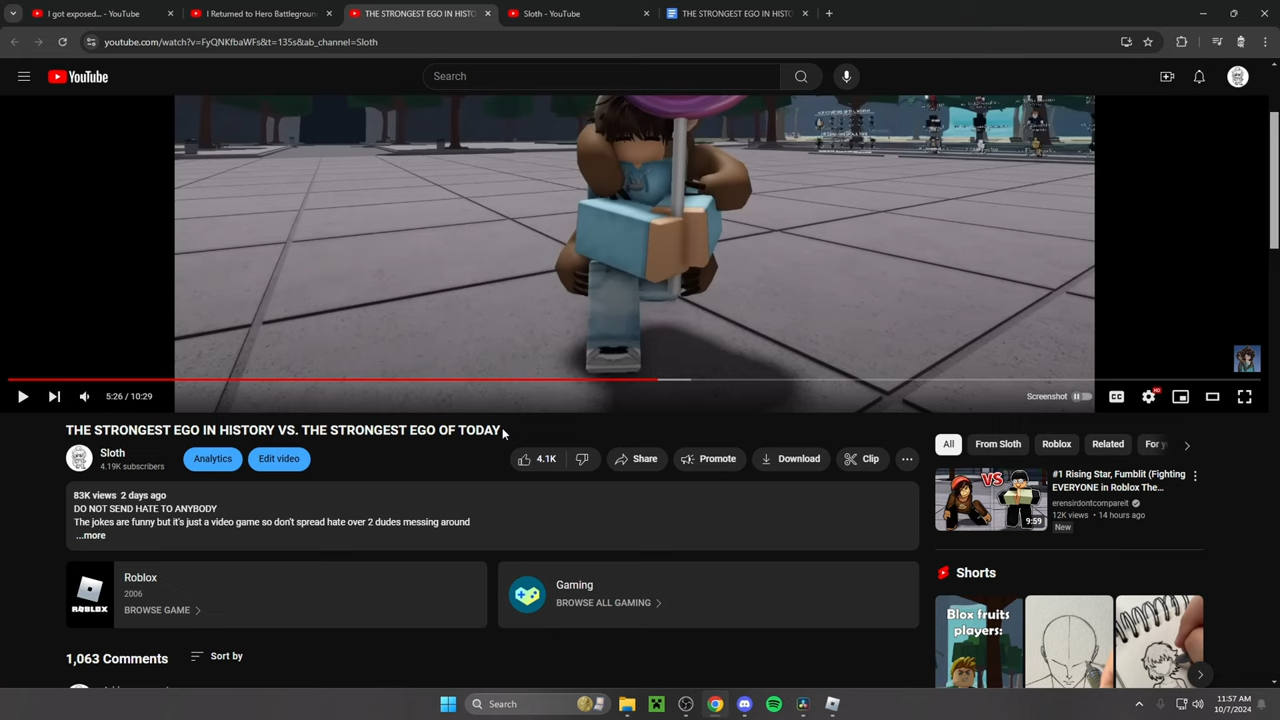 I got exposed... - YouTube
I Returned to Hero Battleground
THE STRONGEST EGO IN HISTO
Sloth - YouTube
THE STRONGEST EGO IN HISTO
youtube.com/watch?v=FyQNKfbaWFs&t=135s&ab_channel=Sloth
YouTube
Search
5:26 / 10:29
Screenshot
CC
HD
THE STRONGEST EGO IN HISTORY VS. THE STRONGEST EGO OF TODAY
Sloth
4.19K subscribers
Analytics
Edit video
4.1K
Share
Promote
Download
Clip
83K views 2 days ago
DO NOT SEND HATE TO ANYBODY
The jokes are funny but it's just a video game so don't spread hate over 2 dudes messing around
...more
ROBLOX
Roblox
2006
BROWSE GAME
Gaming
BROWSE ALL GAMING
1,063 Comments
Sort by
All
From Sloth
Roblox
Related
For y
VS
9:59
#1 Rising Star, Fumblit (Fighting
EVERYONE in Roblox The...
erensirdontcompareit
12K views • 14 hours ago
New
Shorts
Blox fruits
players:
Search
11:57 AM
10/7/2024